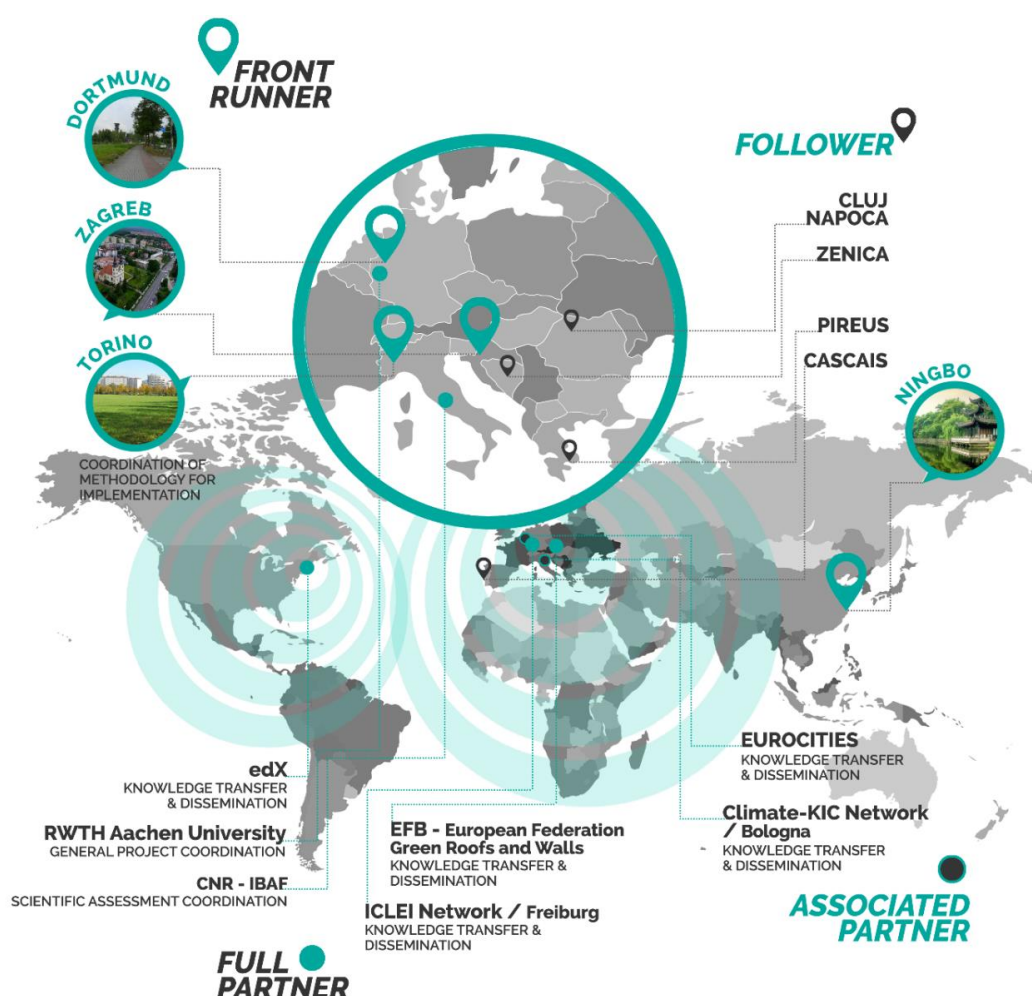 FRONT
RUNNER
DORTMUND
ZAGREB
TORINO
COORDINATION OF
METHODOLOGY FOR
IMPLEMENTATION
FOLLOWER
CLUJ
NAPOCA
ZENICA
PIREUS
CASCAIS
NINGBO
edX
KNOWLEDGE TRANSFER
& DISSEMINATION
RWTH Aachen University
GENERAL PROJECT COORDINATION
CNR - IBAF
SCIENTIFIC ASSESSMENT COORDINATION
EFB - European Federation
Green Roofs and Walls
KNOWLEDGE TRANSFER &
DISSEMINATION
ICLEI Network / Freiburg
KNOWLEDGE TRANSFER &
DISSEMINATION
EUROCITIES
KNOWLEDGE TRANSFER
& DISSEMINATION
Climate-KIC Network
/ Bologna
KNOWLEDGE TRANSFER
& DISSEMINATION
ASSOCIATED
PARTNER
FULL
PARTNER